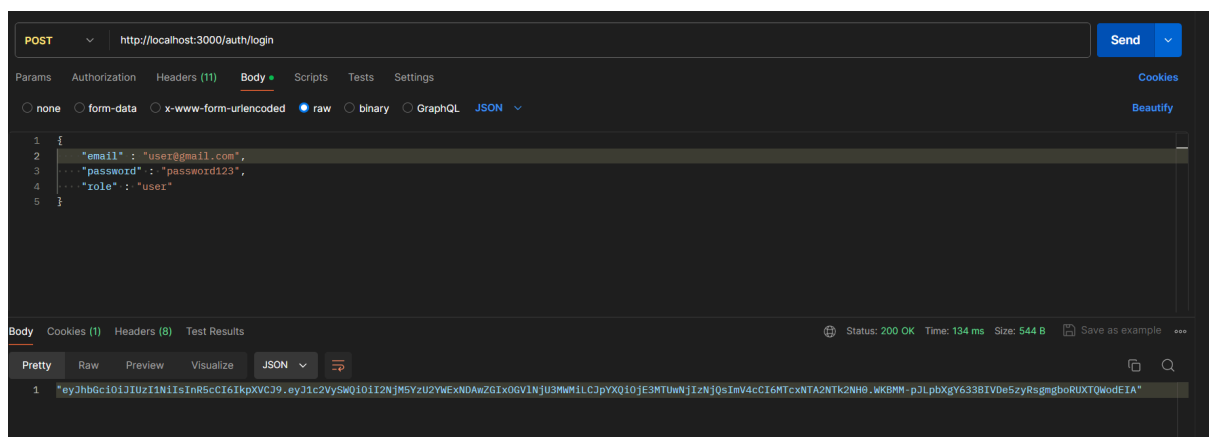 POST http://localhost:3000/auth/login Send
Params Authorization Headers (11) Body Scripts Tests Settings Cookies
none form-data x-www-form-urlencoded raw binary GraphQL JSON Beautify
1 {
2 "email" : "user@gmail.com",
3 "password" : "password123",
4 "role" : "user"
5 }
Body Cookies (1) Headers (8) Test Results Status: 200 OK Time: 134 ms Size: 544 B Save as example
Pretty Raw Preview Visualize JSON
1 "eyJhbGciOiJIUzI1NiIsInR5cCI6IkpXVCJ9.eyJ1c2VySWQiOiI2NjM5YzU2YWExNDAwZGIxOGVlNjU3MWMiLCJpYXQiOjE3MTUwNjIzNjQsImV4cCI6MTcxNTA2NTk2NH0.WKBMM-pJLpbXgY633BIVDe5zyRsgmgboRUXTQWodEIA"